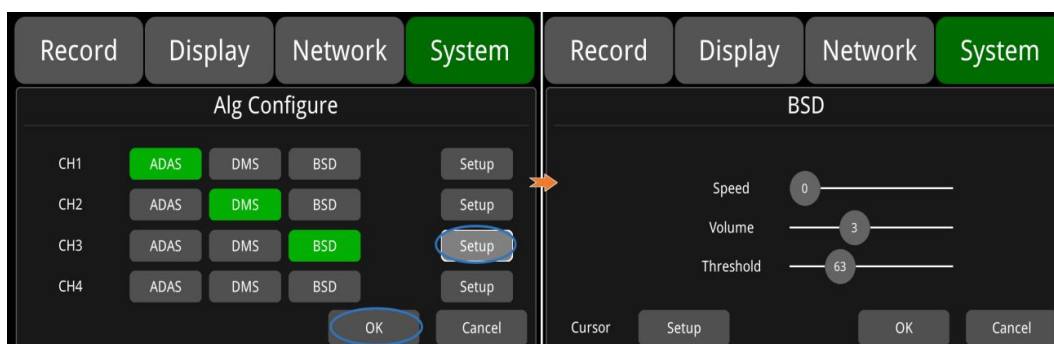 Record Display Network System
Alg Configure
CH1 ADAS DMS BSD Setup
CH2 ADAS DMS BSD Setup
CH3 ADAS DMS BSD Setup
CH4 ADAS DMS BSD Setup
OK Cancel
Record Display Network System
BSD
Speed 0
Volume 3
Threshold 63
Cursor Setup OK Cancel